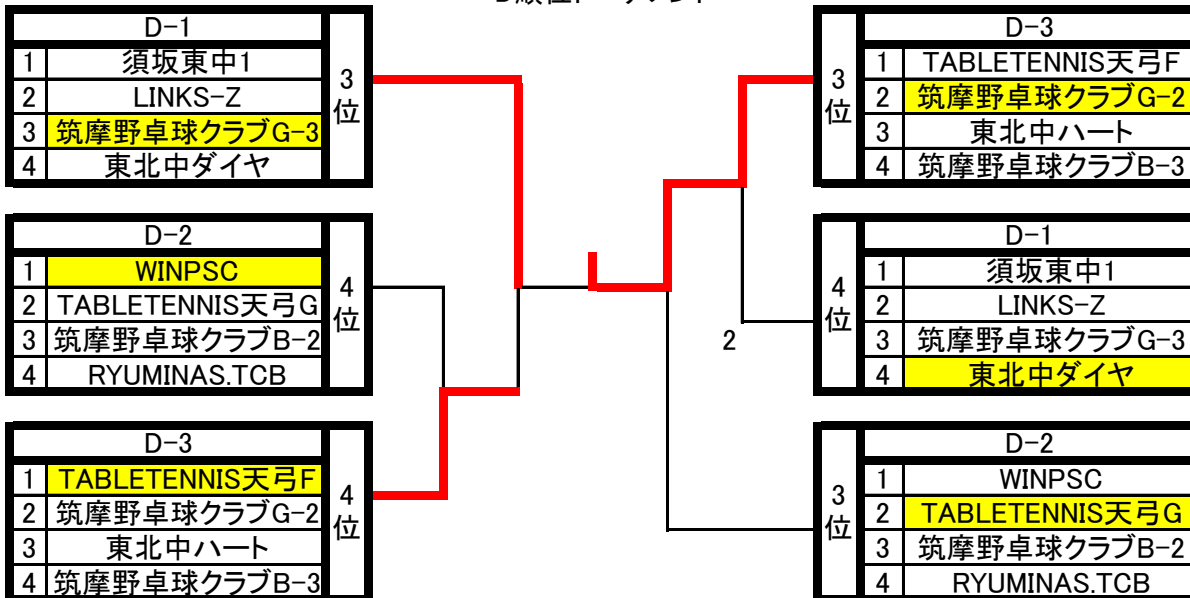 D-1
1 須坂東中1
2 LINKS-Z
3 筑摩野卓球クラブG-3
4 東北中ダイヤ
3位
D-2
1 WINPSC
2 TABLETENNIS天弓G
3 筑摩野卓球クラブB-2
4 RYUMINAS.TCB
4位
D-3
1 TABLETENNIS天弓F
2 筑摩野卓球クラブG-2
3 東北中ハート
4 筑摩野卓球クラブB-3
4位
2
D-3
3位
1 TABLETENNIS天弓F
2 筑摩野卓球クラブG-2
3 東北中ハート
4 筑摩野卓球クラブB-3
D-1
4位
1 須坂東中1
2 LINKS-Z
3 筑摩野卓球クラブG-3
4 東北中ダイヤ
D-2
3位
1 WINPSC
2 TABLETENNIS天弓G
3 筑摩野卓球クラブB-2
4 RYUMINAS.TCB